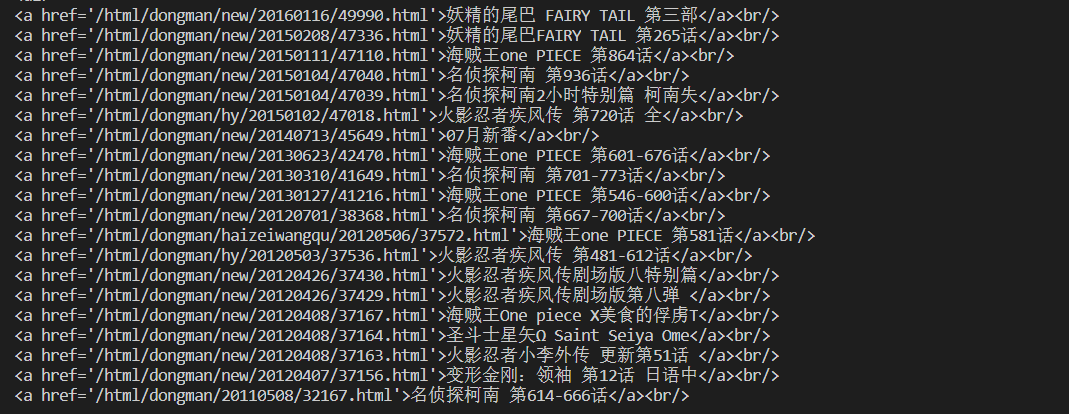 <a href='/html/dongman/new/20160116/49990.html'>妖精的尾巴 FAIRY TAIL 第三部</a><br/>
<a href='/html/dongman/new/20150208/47336.html'>妖精的尾巴FAIRY TAIL 第265话</a><br/>
<a href='/html/dongman/new/20150111/47110.html'>海贼王one PIECE 第864话</a><br/>
<a href='/html/dongman/new/20150104/47040.html'>名侦探柯南 第936话</a><br/>
<a href='/html/dongman/new/20150104/47039.html'>名侦探柯南2小时特别篇 柯南失</a><br/>
<a href='/html/dongman/hy/20150102/47018.html'>火影忍者疾风传 第720话 全</a><br/>
<a href='/html/dongman/new/20140713/45649.html'>07月新番</a><br/>
<a href='/html/dongman/new/20130623/42470.html'>海贼王one PIECE 第601-676话</a><br/>
<a href='/html/dongman/new/20130310/41649.html'>名侦探柯南 第701-773话</a><br/>
<a href='/html/dongman/new/20130127/41216.html'>海贼王one PIECE 第546-600话</a><br/>
<a href='/html/dongman/new/20120701/38368.html'>名侦探柯南 第667-700话</a><br/>
<a href='/html/dongman/haizeiwangqu/20120506/37572.html'>海贼王one PIECE 第581话</a><br/>
<a href='/html/dongman/hy/20120503/37536.html'>火影忍者疾风传 第481-612话</a><br/>
<a href='/html/dongman/new/20120426/37430.html'>火影忍者疾风传剧场版八特别篇</a><br/>
<a href='/html/dongman/new/20120426/37429.html'>火影忍者疾风传剧场版第八弹 </a><br/>
<a href='/html/dongman/new/20120408/37167.html'>海贼王One piece X美食的俘虏T</a><br/>
<a href='/html/dongman/new/20120408/37164.html'>圣斗士星矢Ω Saint Seiya Ome</a><br/>
<a href='/html/dongman/new/20120408/37163.html'>火影忍者小李外传 更新第51话 </a><br/>
<a href='/html/dongman/new/20120407/37156.html'>变形金刚：领袖 第12话 日语中</a><br/>
<a href='/html/dongman/20110508/32167.html'>名侦探柯南 第614-666话</a><br/>